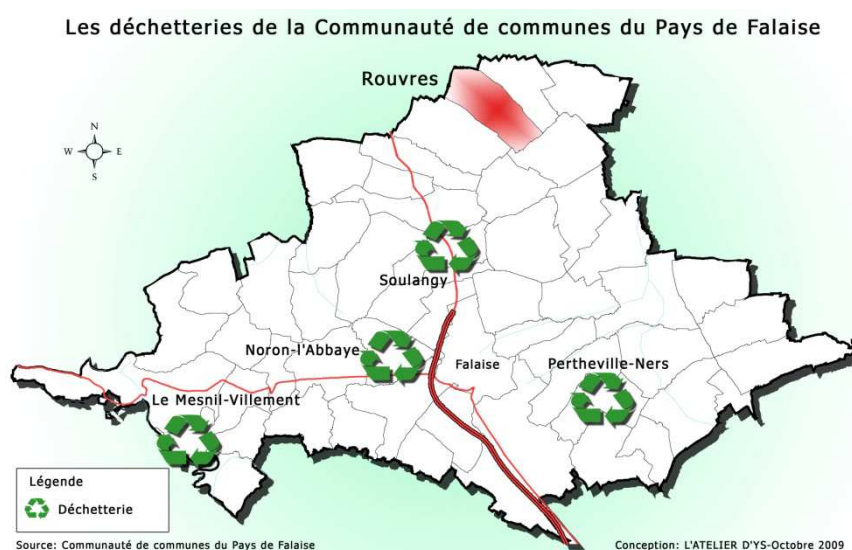 Les déchetteries de la Communauté de communes du Pays de Falaise
Rouvres
N
W E
S
Soulangy
Noron-l'Abbaye
Falaise
Pertheville-Ners
Le Mesnil-Villement
Légende
Déchetterie
Source: Communauté de communes du Pays de Falaise
Conception: L'ATELIER D'YS-Octobre 2009